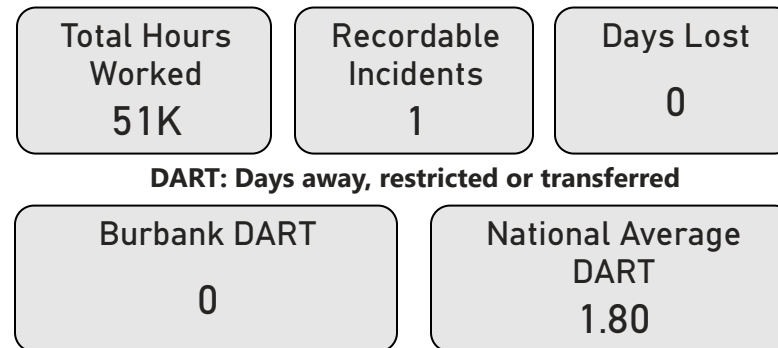 Total Hours
Worked
51K
Recordable
Incidents
1
Days Lost
0
DART: Days away, restricted or transferred
Burbank DART
0
National Average
DART
1.80